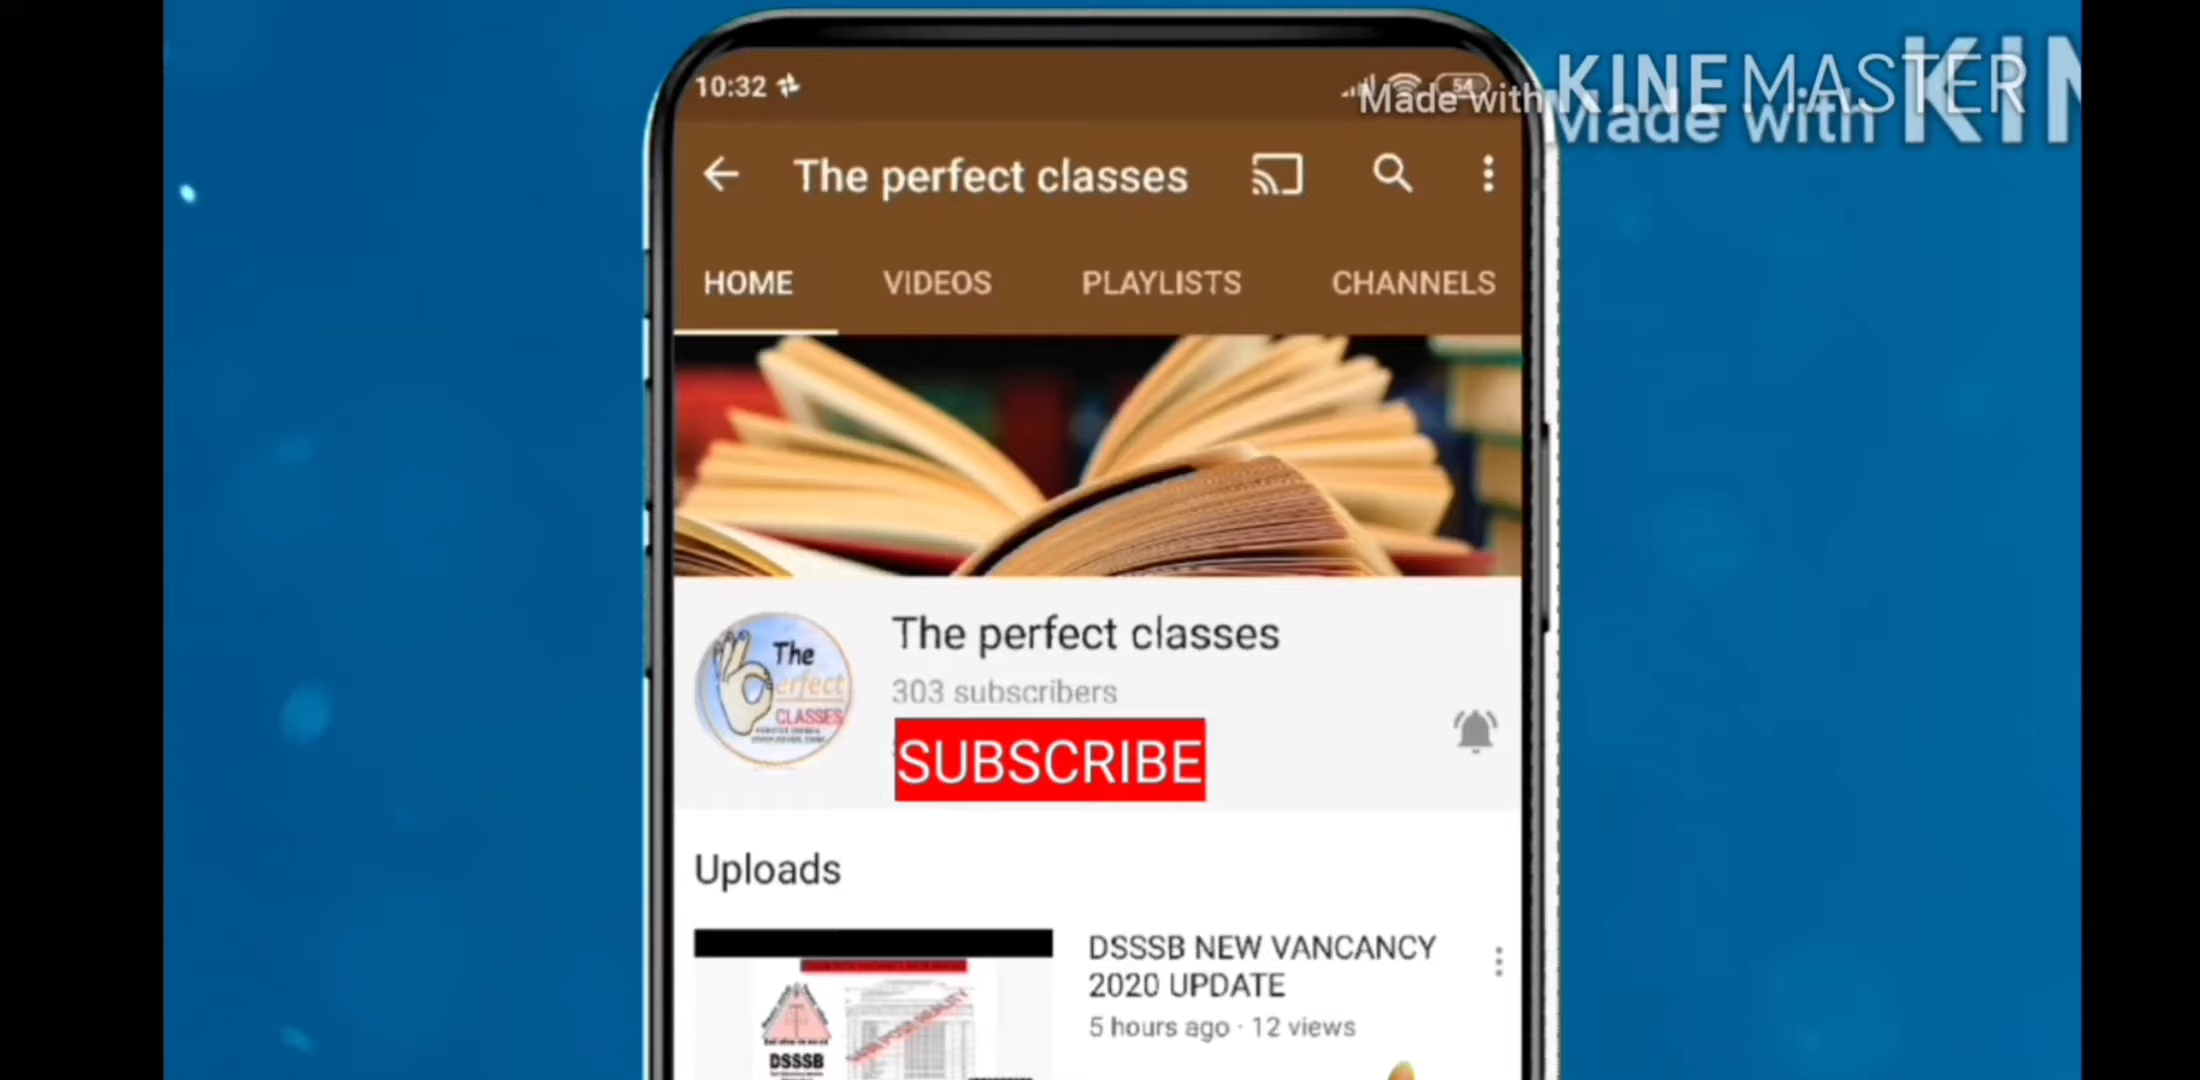 10:32
54
Made with KINEMASTER
Made with KIN
The perfect classes
HOME VIDEOS PLAYLISTS CHANNELS
The perfect classes
303 subscribers
The
erfect
CLASSES
SUBSCRIBE
Uploads
DSSSB NEW VANCANCY
2020 UPDATE
5 hours ago · 12 views
DSSSB